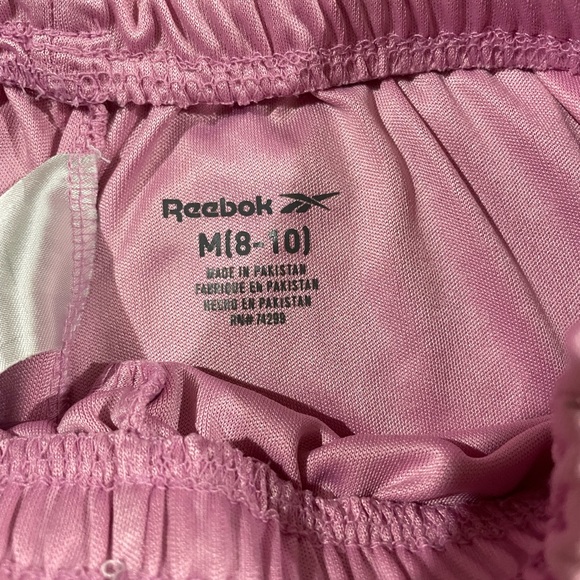 Reebok
M(8-10)
MADE IN PAKISTAN
FABRIQUE EN PAKISTAN
HECHO EN PAKISTAN
RN# 74299